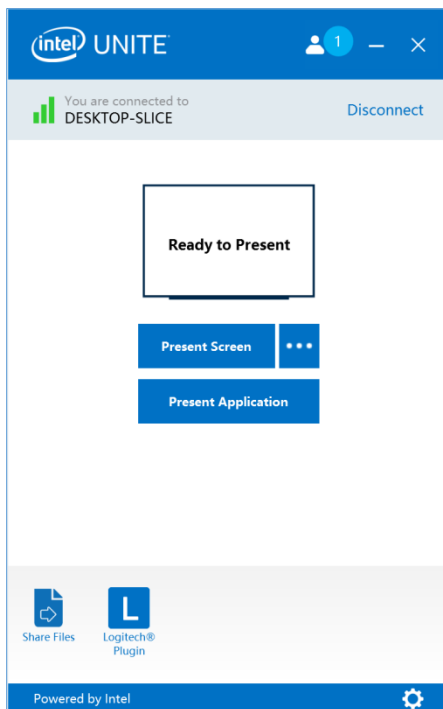 intel UNITE
1
You are connected to
DESKTOP-SLICE
Disconnect
Ready to Present
Present Screen
Present Application
Share Files
L
Logitech®
Plugin
Powered by Intel